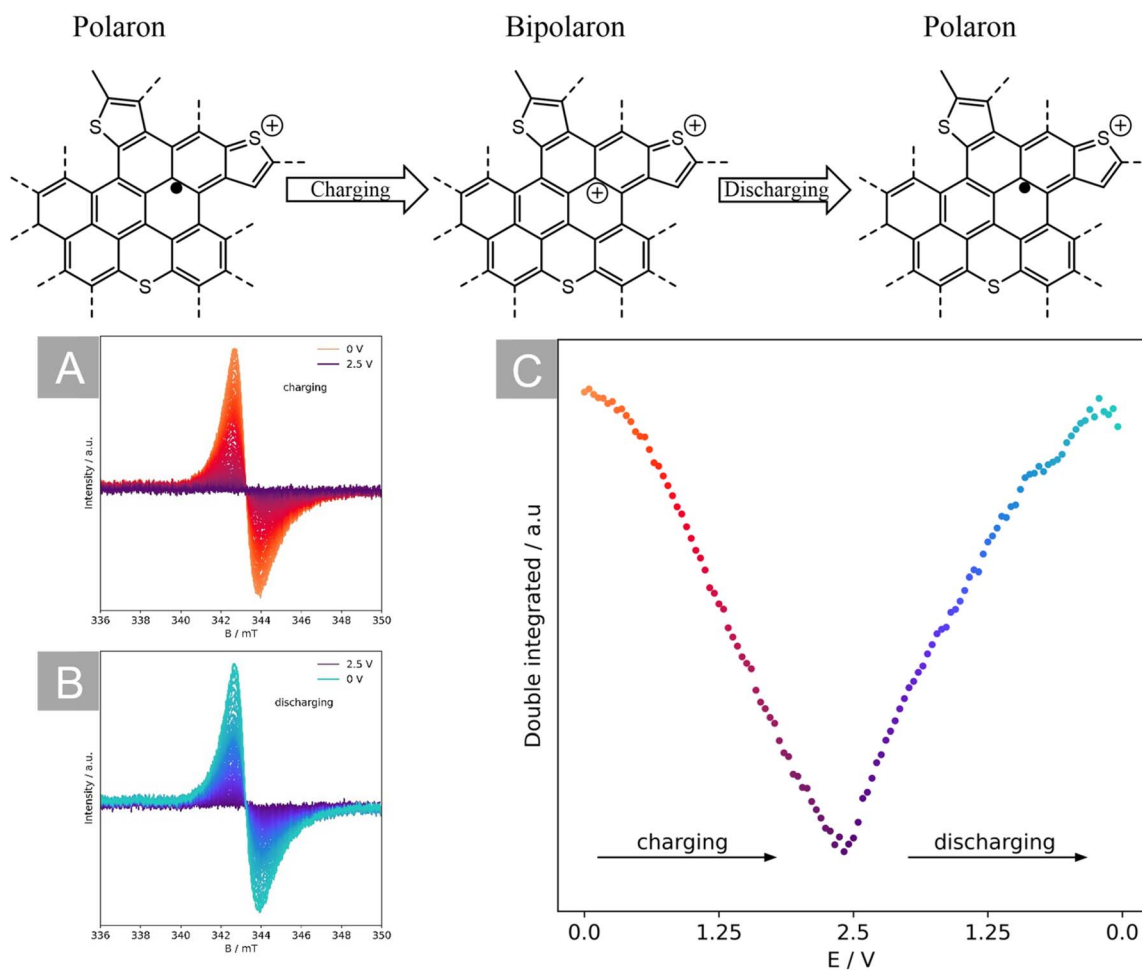 Polaron
Bipolaron
Polaron
S
S
+
S
Charging
S
S
+
+
S
Discharging
S
S
+
S
A
0 V
2.5 V
charging
Intensity / a.u.
336 338 340 342 344 346 348 350
B / mT
B
2.5 V
0 V
discharging
Intensity / a.u.
336 338 340 342 344 346 348 350
B / mT
C
Double integrated / a.u
charging
discharging
0.0 1.25 2.5 1.25 0.0
E / V